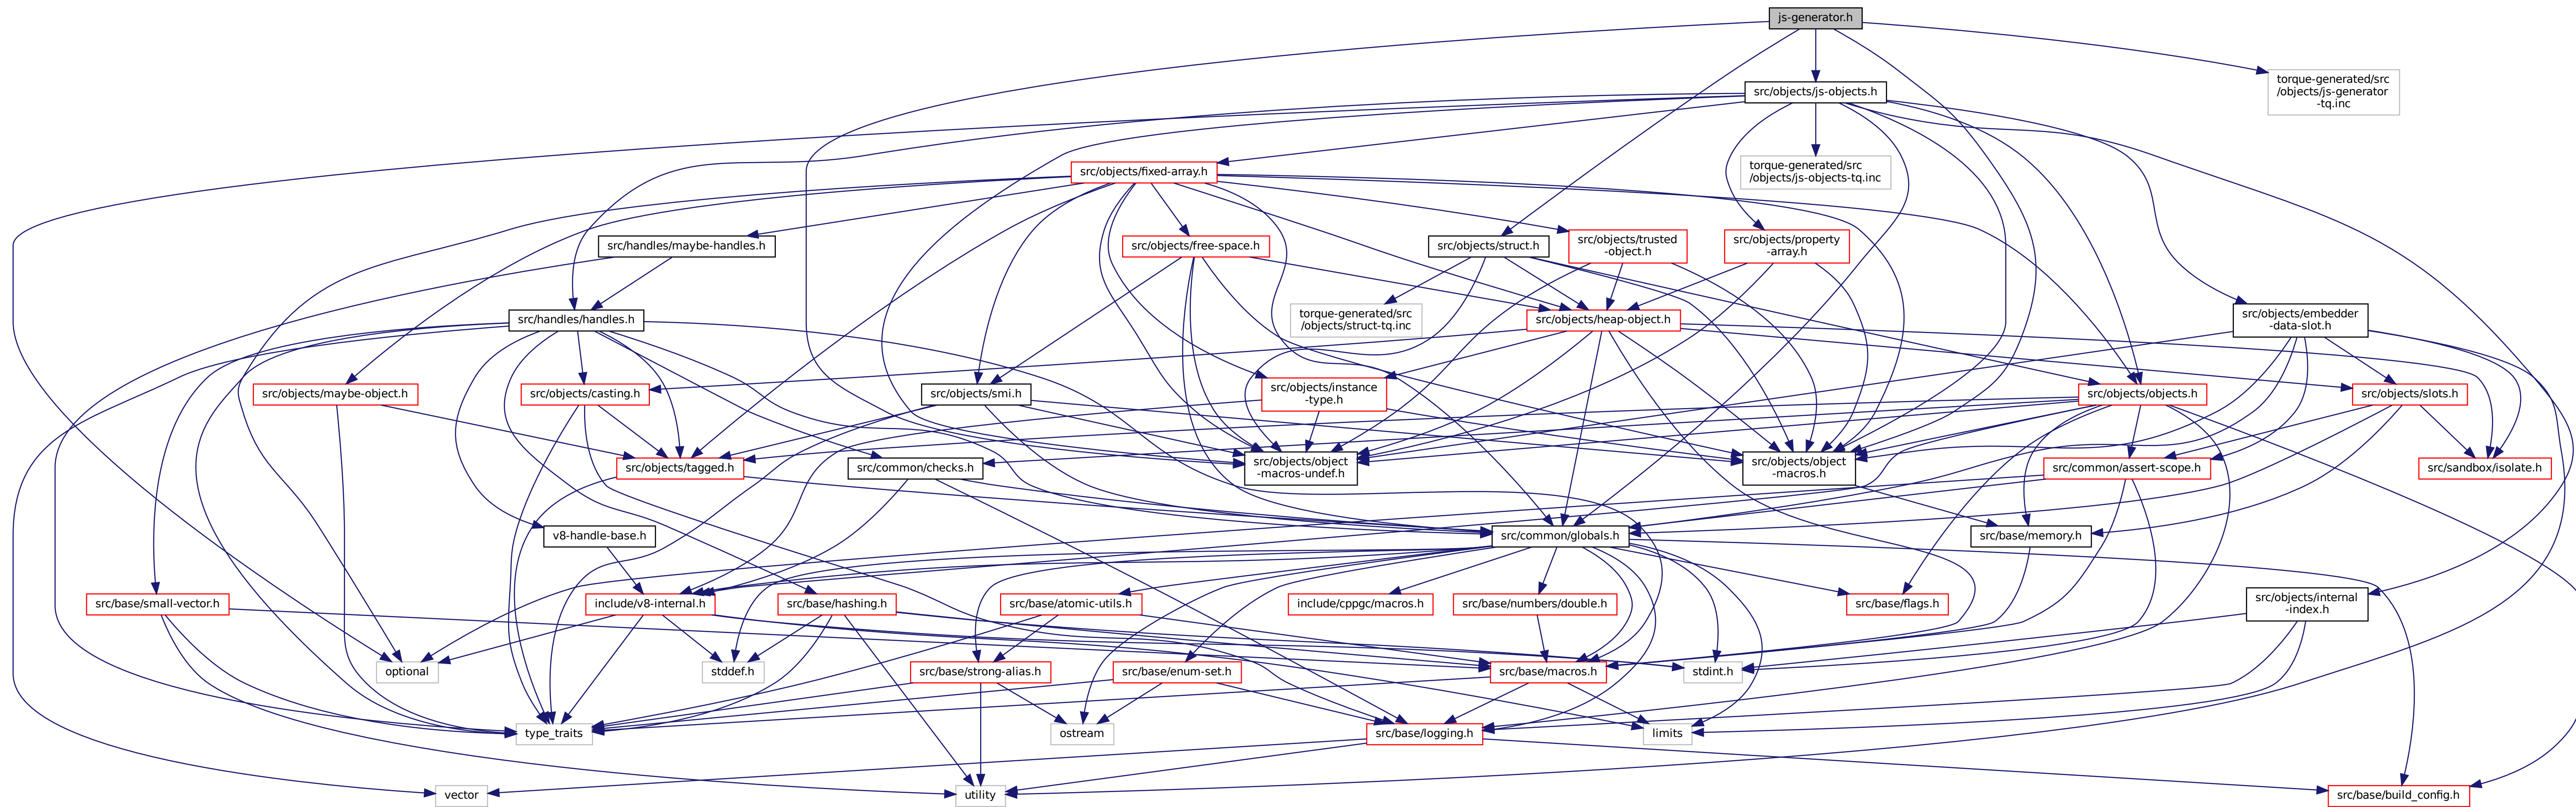 js-generator.h
src/objects/js-objects.h
torque-generated/src
/objects/js-generator
-tq.inc
src/objects/fixed-array.h
torque-generated/src
/objects/js-objects-tq.inc
src/handles/maybe-handles.h
src/objects/free-space.h
src/objects/struct.h
src/objects/trusted
-object.h
src/objects/property
-array.h
src/handles/handles.h
torque-generated/src
/objects/struct-tq.inc
src/objects/heap-object.h
src/objects/embedder
-data-slot.h
src/objects/maybe-object.h
src/objects/casting.h
src/objects/smi.h
src/objects/instance
-type.h
src/objects/objects.h
src/objects/slots.h
src/objects/tagged.h
src/common/checks.h
src/objects/object
-macros-undef.h
src/objects/object
-macros.h
src/common/assert-scope.h
src/sandbox/isolate.h
v8-handle-base.h
src/common/globals.h
src/base/memory.h
src/base/small-vector.h
include/v8-internal.h
src/base/hashing.h
src/base/atomic-utils.h
include/cppgc/macros.h
src/base/numbers/double.h
src/base/flags.h
src/objects/internal
-index.h
optional
stddef.h
src/base/strong-alias.h
src/base/enum-set.h
src/base/macros.h
stdint.h
type_traits
ostream
src/base/logging.h
limits
vector
utility
src/base/build_config.h